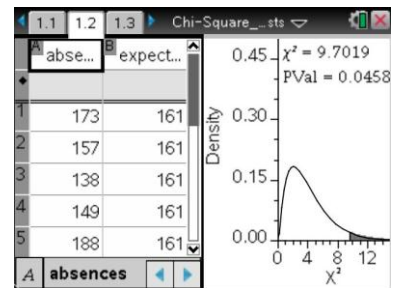 1.1 1.2 1.3 Chi-Square_...sts
A abse... B expect...
1 173 161
2 157 161
3 138 161
4 149 161
5 188 161
A absences
χ² = 9.7019
PVal = 0.0458
0.45
0.30
0.15
0.00
Density
0 4 8 12
X²